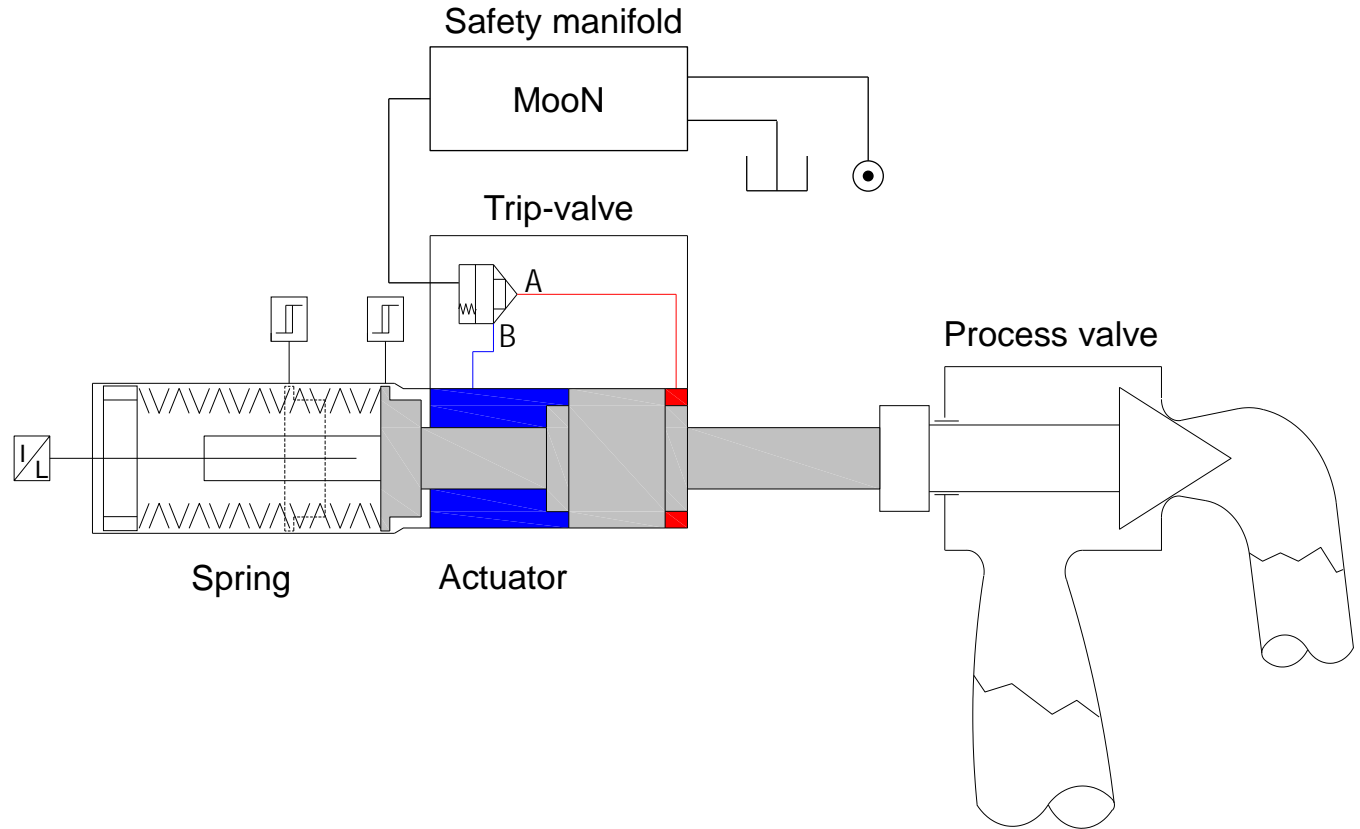 Safety manifold
MooN
Trip-valve
A
B
Process valve
I
L
Spring
Actuator